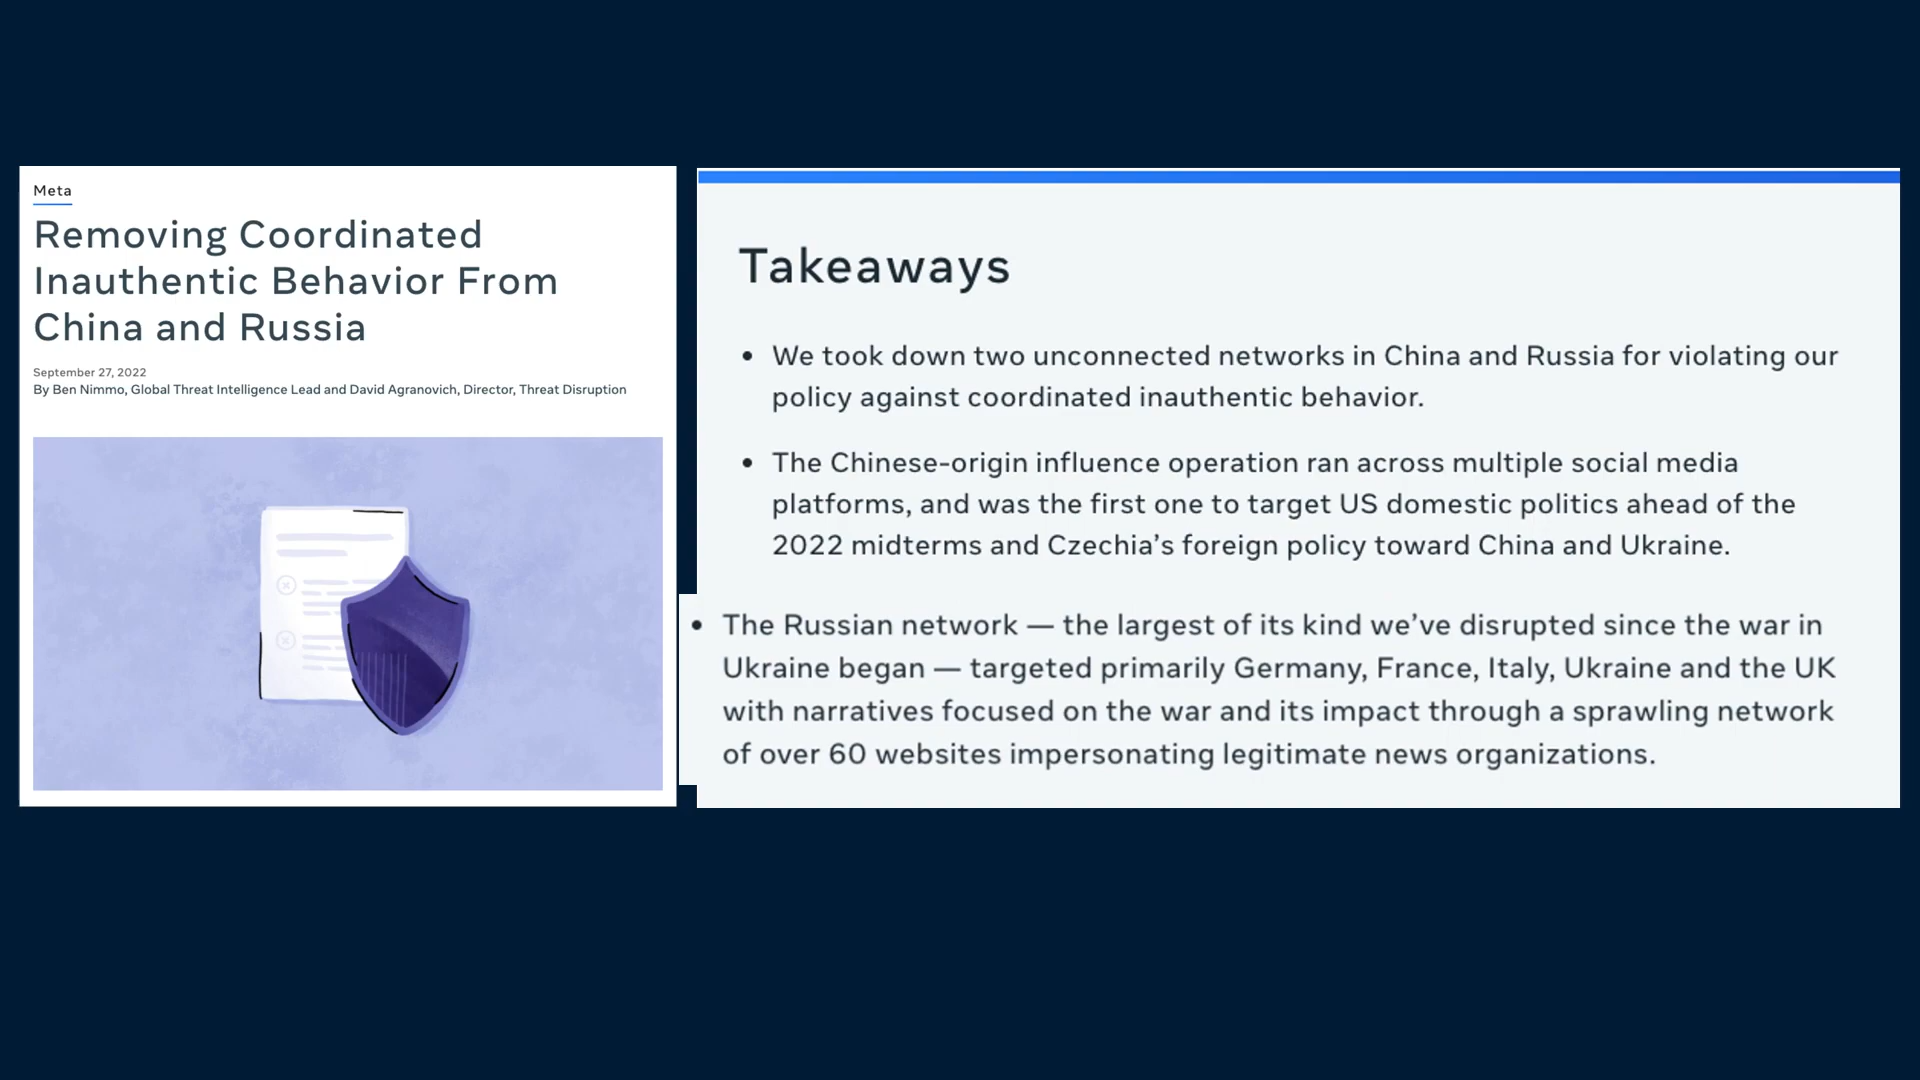 Meta
Removing Coordinated
Inauthentic Behavior From
China and Russia
September 27, 2022
By Ben Nimmo, Global Threat Intelligence Lead and David Agranovich, Director, Threat Disruption
Takeaways
• We took down two unconnected networks in China and Russia for violating our
policy against coordinated inauthentic behavior.
• The Chinese-origin influence operation ran across multiple social media
platforms, and was the first one to target US domestic politics ahead of the
2022 midterms and Czechia’s foreign policy toward China and Ukraine.
• The Russian network — the largest of its kind we’ve disrupted since the war in
Ukraine began — targeted primarily Germany, France, Italy, Ukraine and the UK
with narratives focused on the war and its impact through a sprawling network
of over 60 websites impersonating legitimate news organizations.